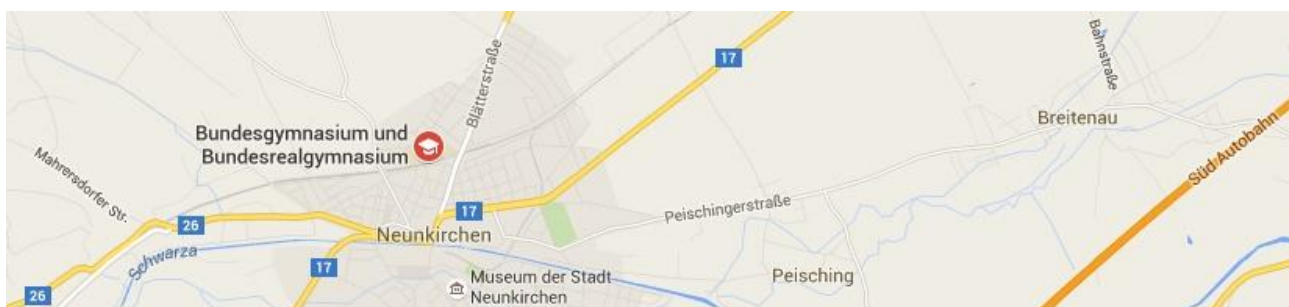 17
Bahnstraße
Blätterstraße
Breitenau
Bundesgymnasium und
Bundesrealgymnasium
Mahrersdorfer Str.
Süd Autobahn
17
Peischingerstraße
26
Neunkirchen
Schwarza
17
Peisching
Museum der Stadt
Neunkirchen
26
26